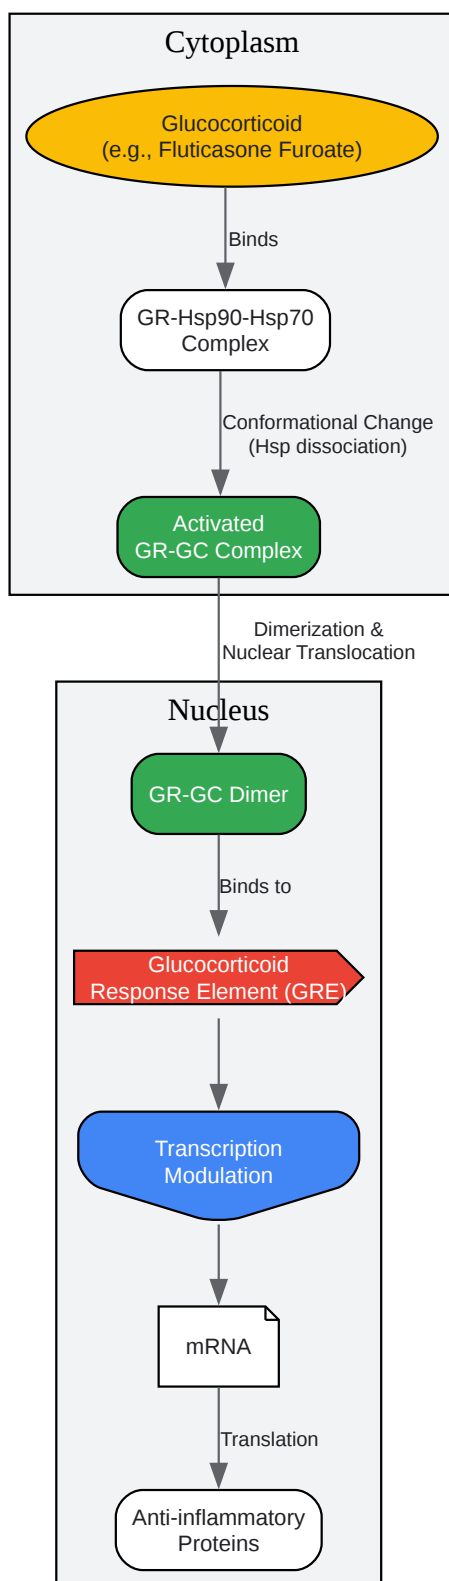 Cytoplasm
Glucocorticoid
(e.g., Fluticasone Furoate)
Binds
GR-Hsp90-Hsp70
Complex
Conformational Change
(Hsp dissociation)
Activated
GR-GC Complex
Dimerization &
Nuclear Translocation
Nucleus
GR-GC Dimer
Binds to
Glucocorticoid
Response Element (GRE)
Transcription
Modulation
mRNA
Translation
Anti-inflammatory
Proteins